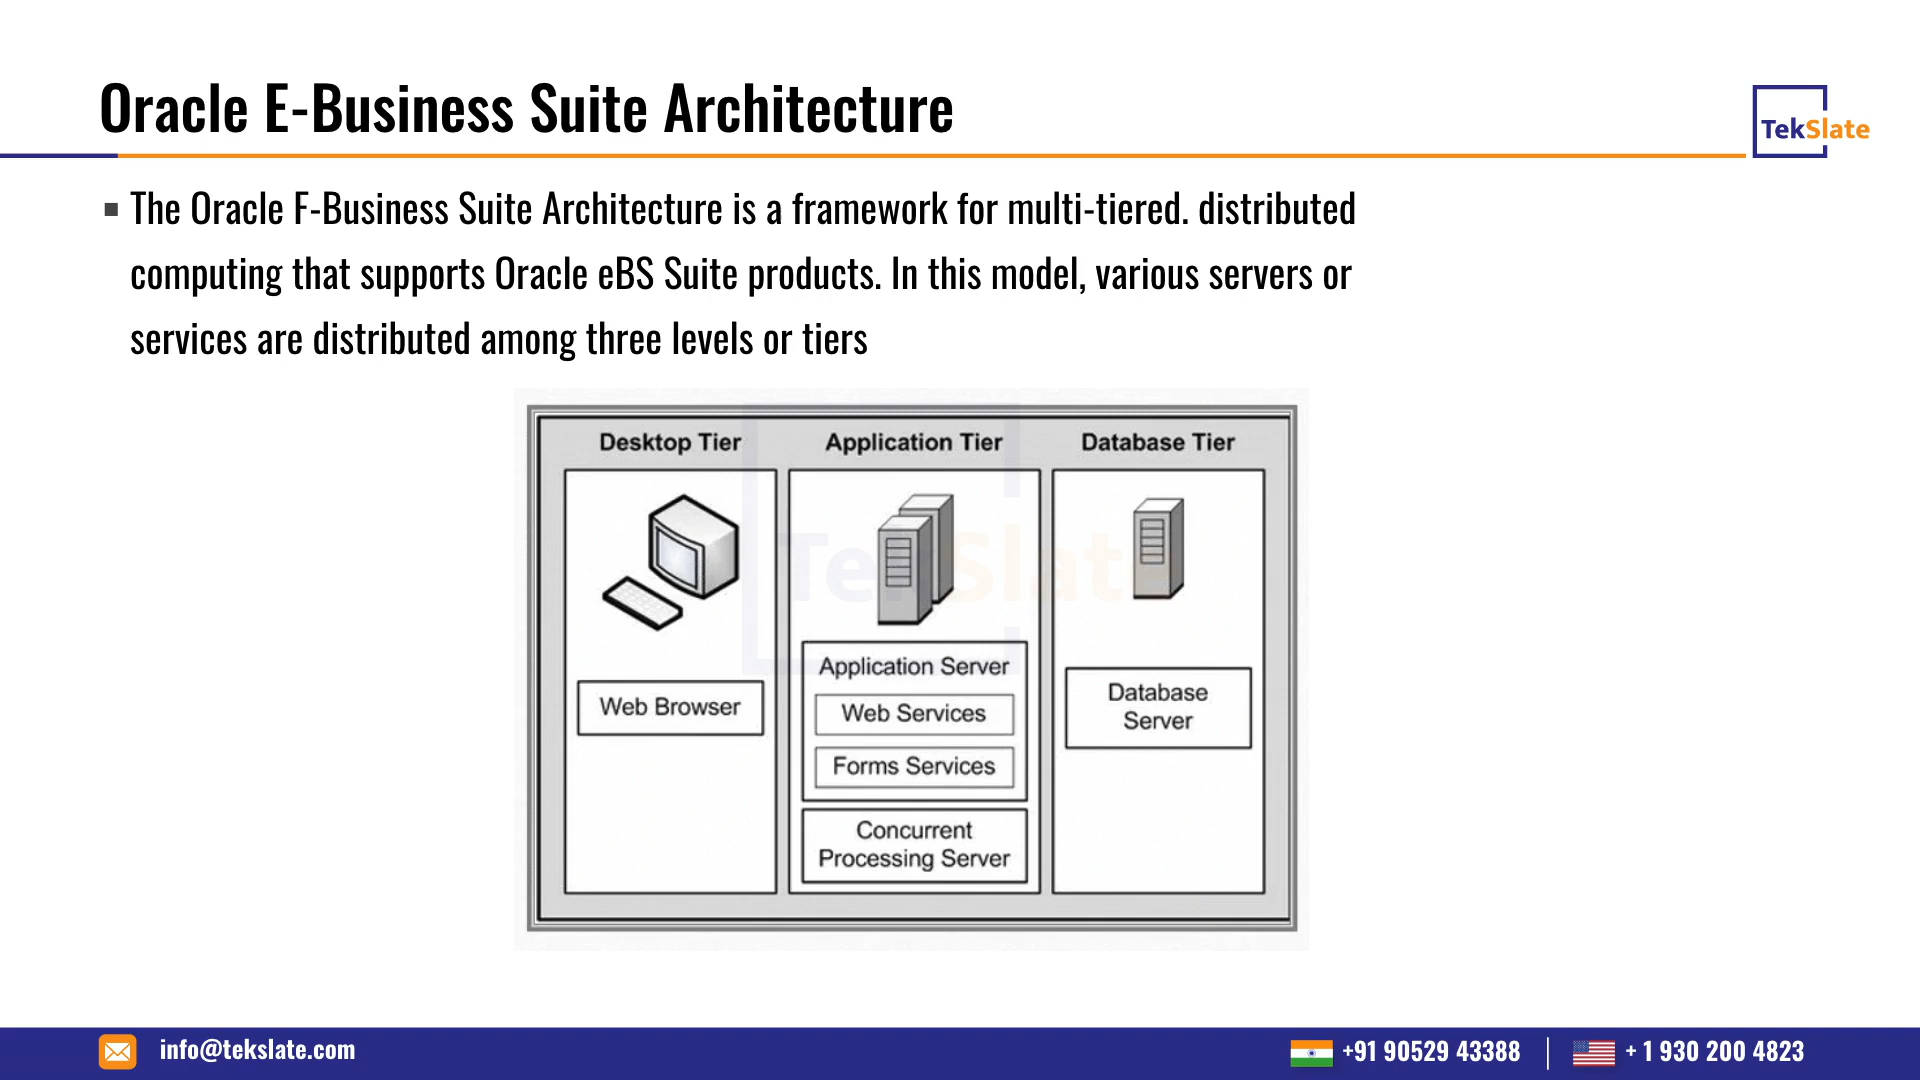 Oracle E-Business Suite Architecture
TekSlate
The Oracle F-Business Suite Architecture is a framework for multi-tiered. distributed
computing that supports Oracle eBS Suite products. In this model, various servers or
services are distributed among three levels or tiers
Desktop Tier
Application Tier
Database Tier
TekSlate
Web Browser
Application Server
Web Services
Forms Services
Concurrent
Processing Server
Database
Server
info@tekslate.com
+91 90529 43388
+ 1 930 200 4823